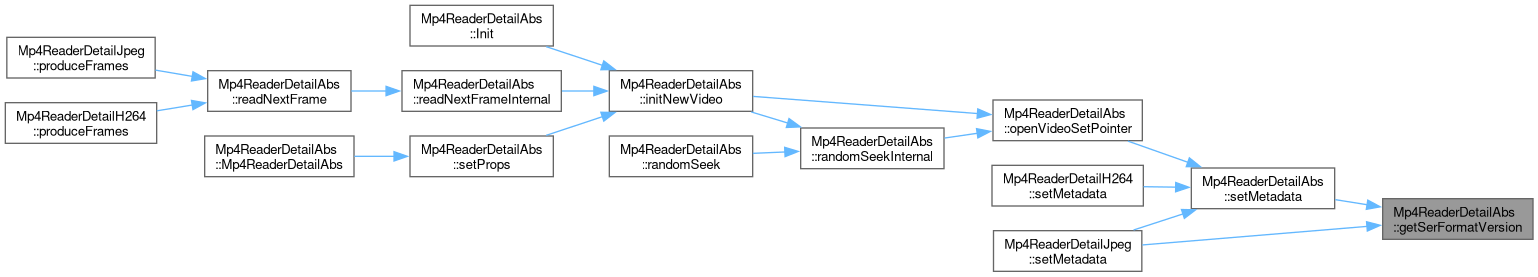 Mp4ReaderDetailJpeg
::produceFrames
Mp4ReaderDetailH264
::produceFrames
Mp4ReaderDetailAbs
::readNextFrame
Mp4ReaderDetailAbs
::Mp4ReaderDetailAbs
Mp4ReaderDetailAbs
::Init
Mp4ReaderDetailAbs
::readNextFrameInternal
Mp4ReaderDetailAbs
::setProps
Mp4ReaderDetailAbs
::initNewVideo
Mp4ReaderDetailAbs
::randomSeek
Mp4ReaderDetailAbs
::randomSeekInternal
Mp4ReaderDetailAbs
::openVideoSetPointer
Mp4ReaderDetailH264
::setMetadata
Mp4ReaderDetailJpeg
::setMetadata
Mp4ReaderDetailAbs
::setMetadata
Mp4ReaderDetailAbs
::getSerFormatVersion